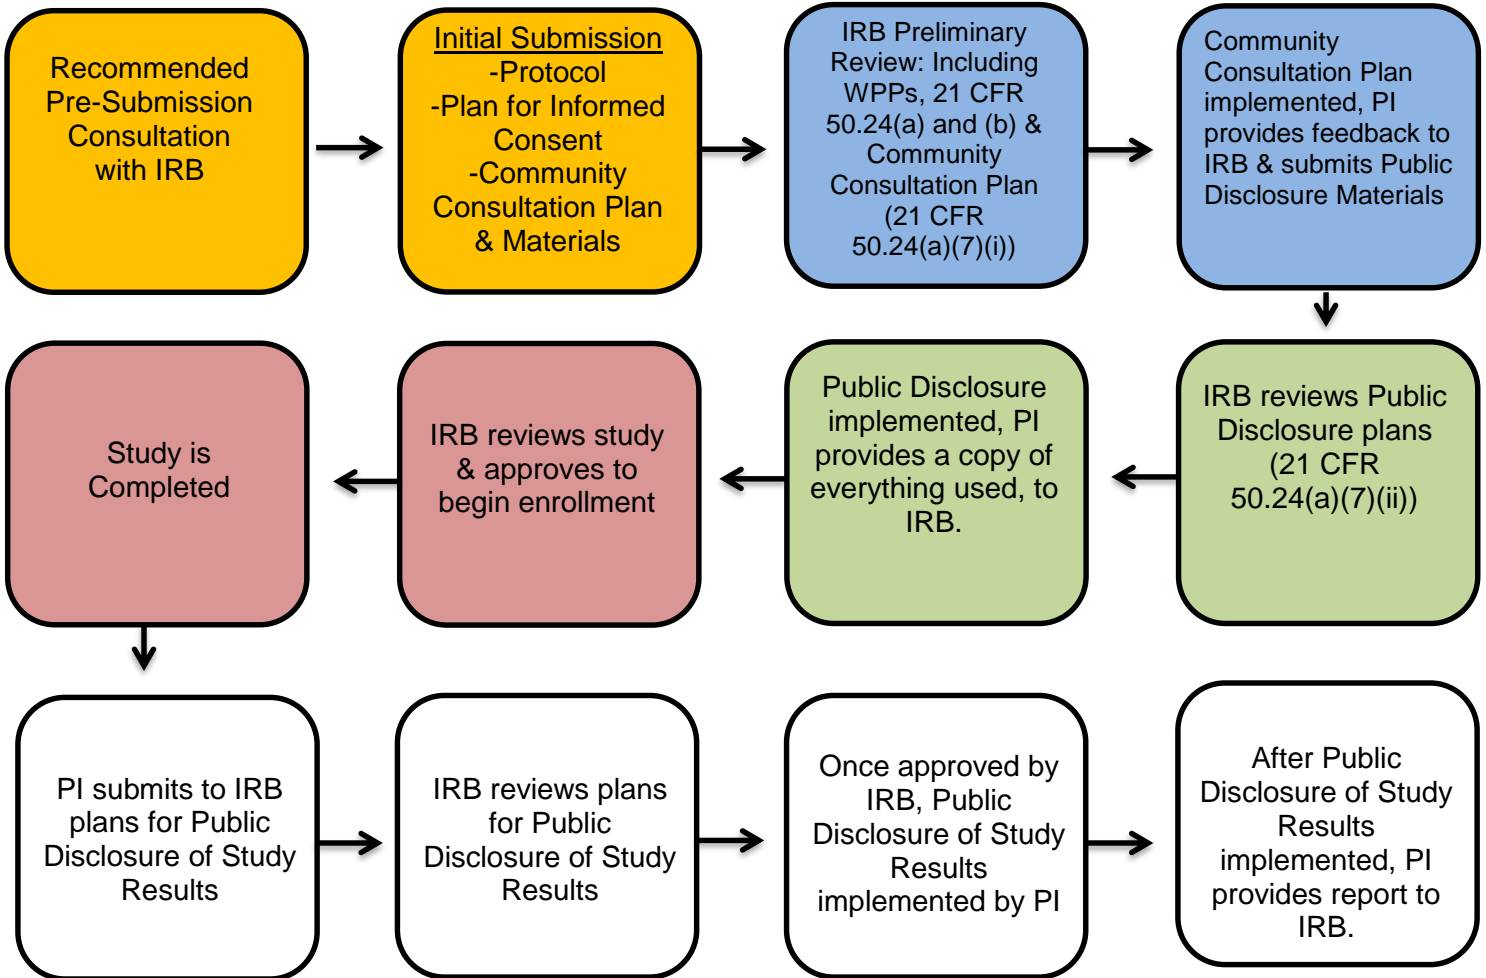 Recommended
Pre-Submission
Consultation
with IRB
Initial Submission
-Protocol
-Plan for Informed
Consent
-Community
Consultation Plan
& Materials
IRB Preliminary
Review: Including
WPPs, 21 CFR
50.24(a) and (b) &
Community
Consultation Plan
(21 CFR
50.24(a)(7)(i))
Community
Consultation Plan
implemented, PI
provides feedback to
IRB & submits Public
Disclosure Materials
IRB reviews Public
Disclosure plans
(21 CFR
50.24(a)(7)(ii))
Public Disclosure
implemented, PI
provides a copy of
everything used, to
IRB.
IRB reviews study
& approves to
begin enrollment
Study is
Completed
PI submits to IRB
plans for Public
Disclosure of Study
Results
IRB reviews plans
for Public
Disclosure of Study
Results
Once approved by
IRB, Public
Disclosure of Study
Results
implemented by PI
After Public
Disclosure of Study
Results
implemented, PI
provides report to
IRB.